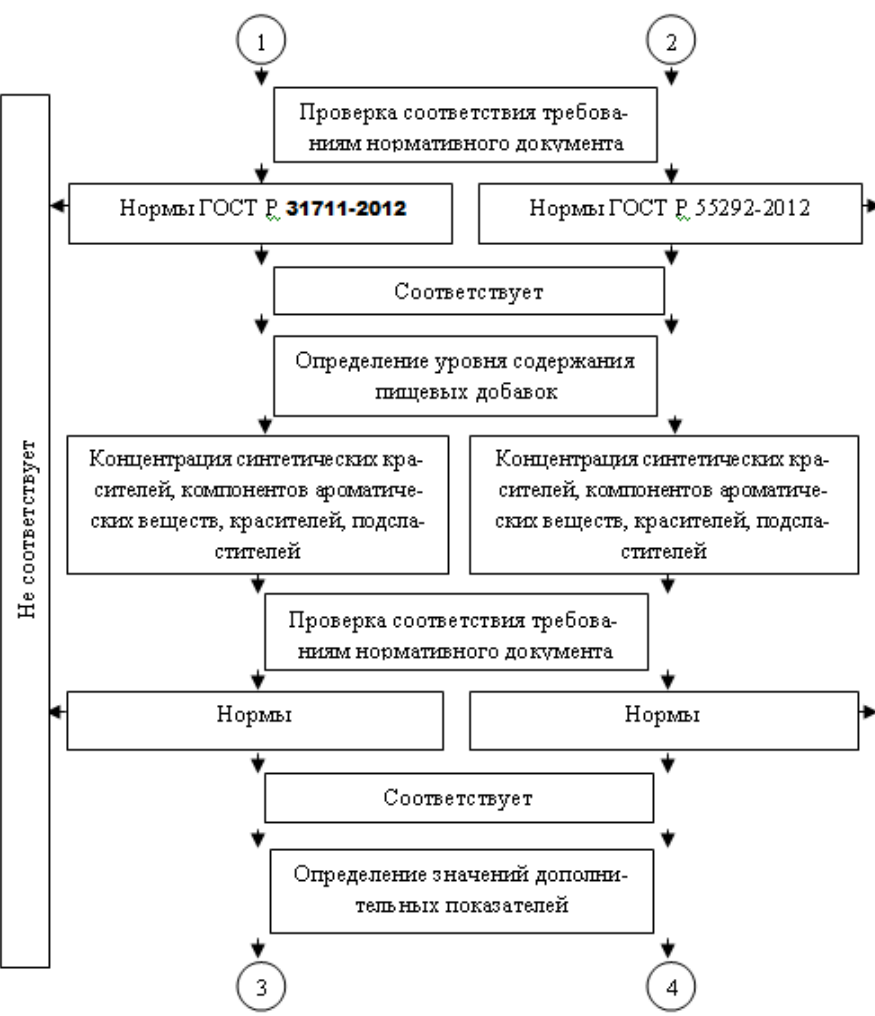 1
2
Проверка соответствия требова-
ниям нормативного документа
Нормы ГОСТ Р 31711-2012
Нормы ГОСТ Р 55292-2012
Соответствует
Определение уровня содержания
пищевых добавок
Концентрация синтетических кра-
сителей, компонентов ароматиче-
ских веществ, красителей, подсла-
стителей
Концентрация синтетических кра-
сителей, компонентов ароматиче-
ских веществ, красителей, подсла-
стителей
Не соответствует
Проверка соответствия требова-
ниям нормативного документа
Нормы
Нормы
Соответствует
Определение значений дополни-
тельных показателей
3
4